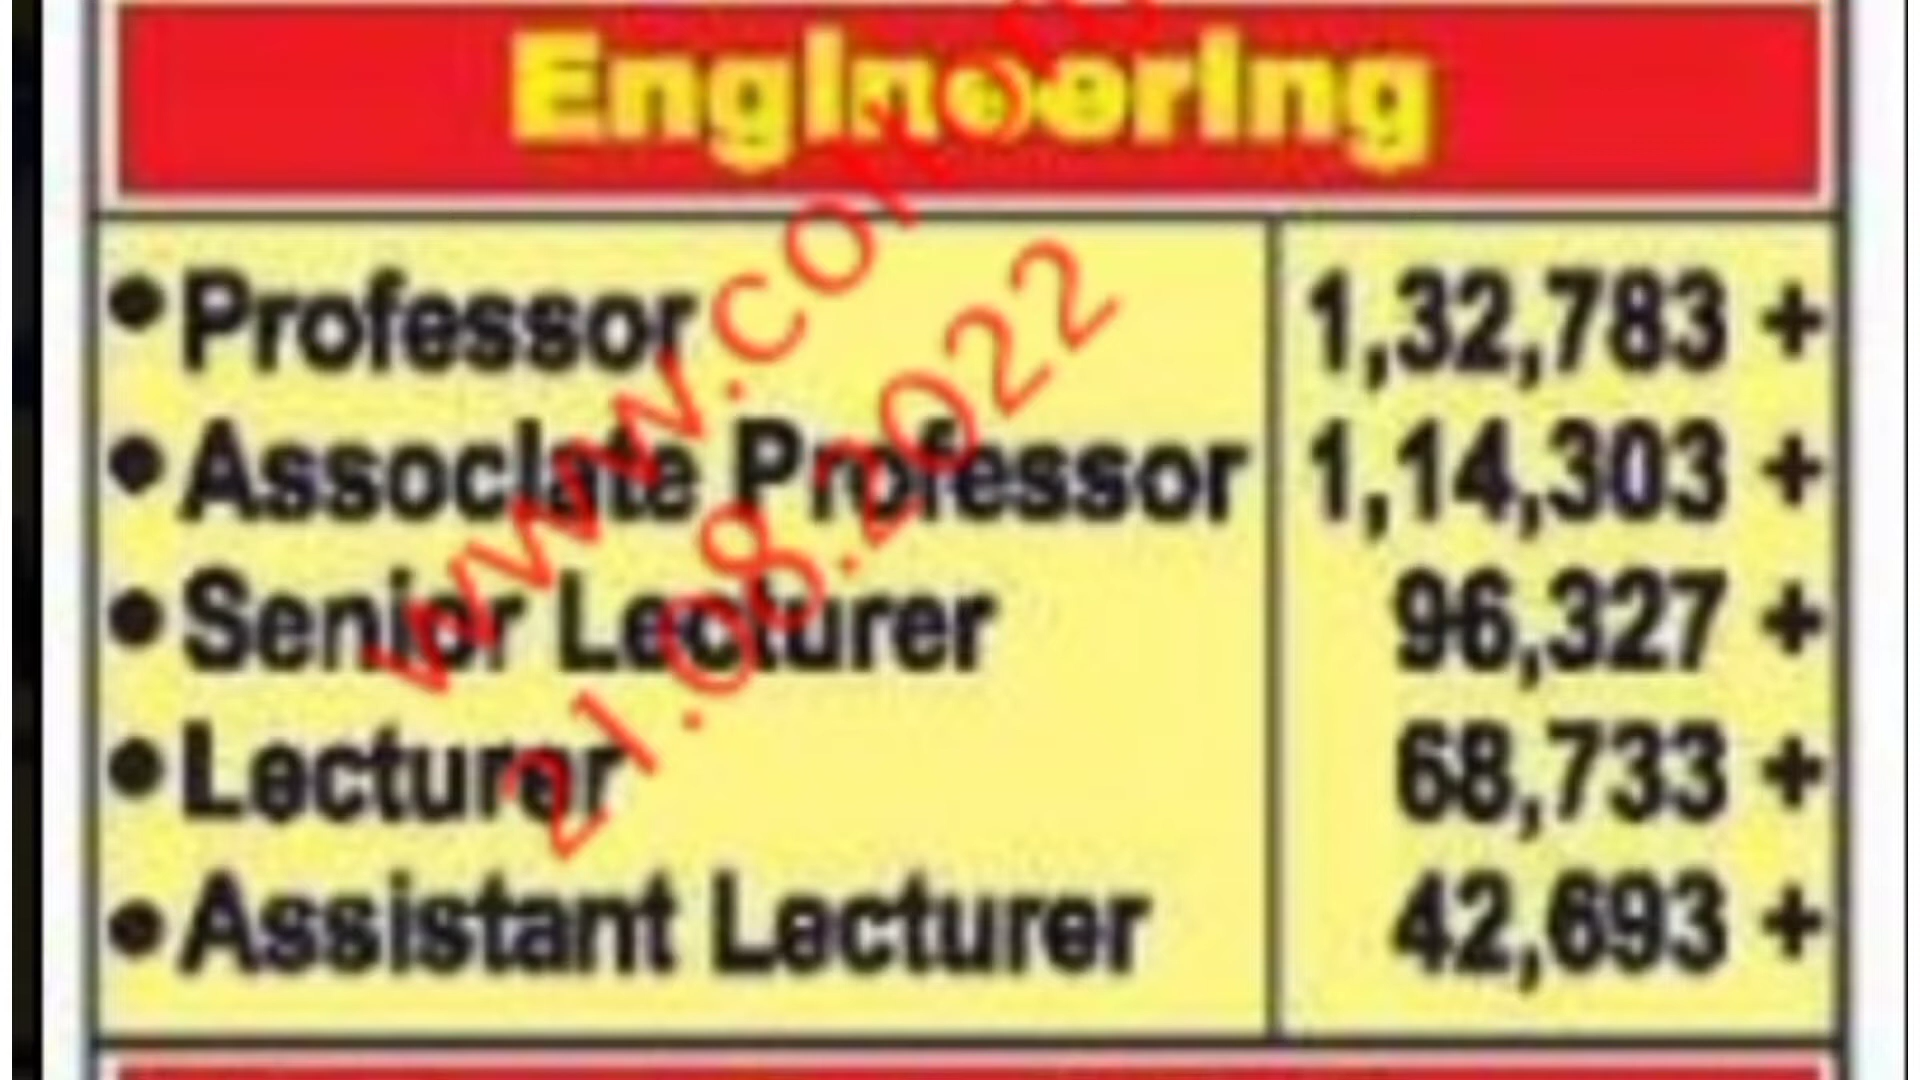 Engineering
• Professor 1,32,783 +
• Associate Professor 1,14,303 +
• Senior Lecturer 96,327 +
• Lecturer 68,733 +
• Assistant Lecturer 42,693 +
21.08.2022